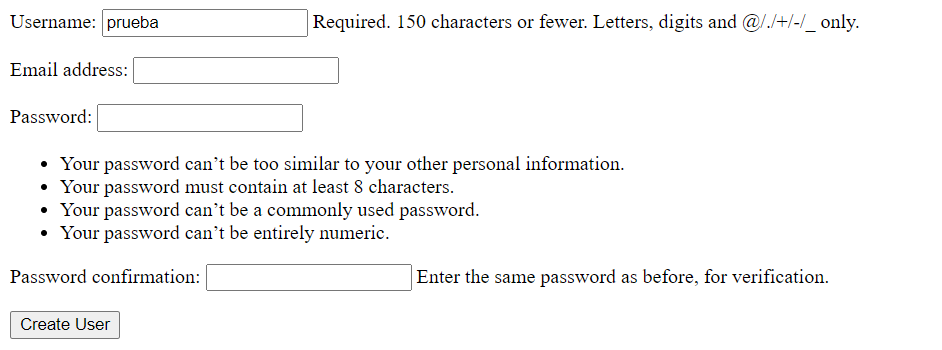 Username: prueba Required. 150 characters or fewer. Letters, digits and @/./+/-/_ only.
Email address:
Password:
• Your password can’t be too similar to your other personal information.
• Your password must contain at least 8 characters.
• Your password can’t be a commonly used password.
• Your password can’t be entirely numeric.
Password confirmation: Enter the same password as before, for verification.
Create User